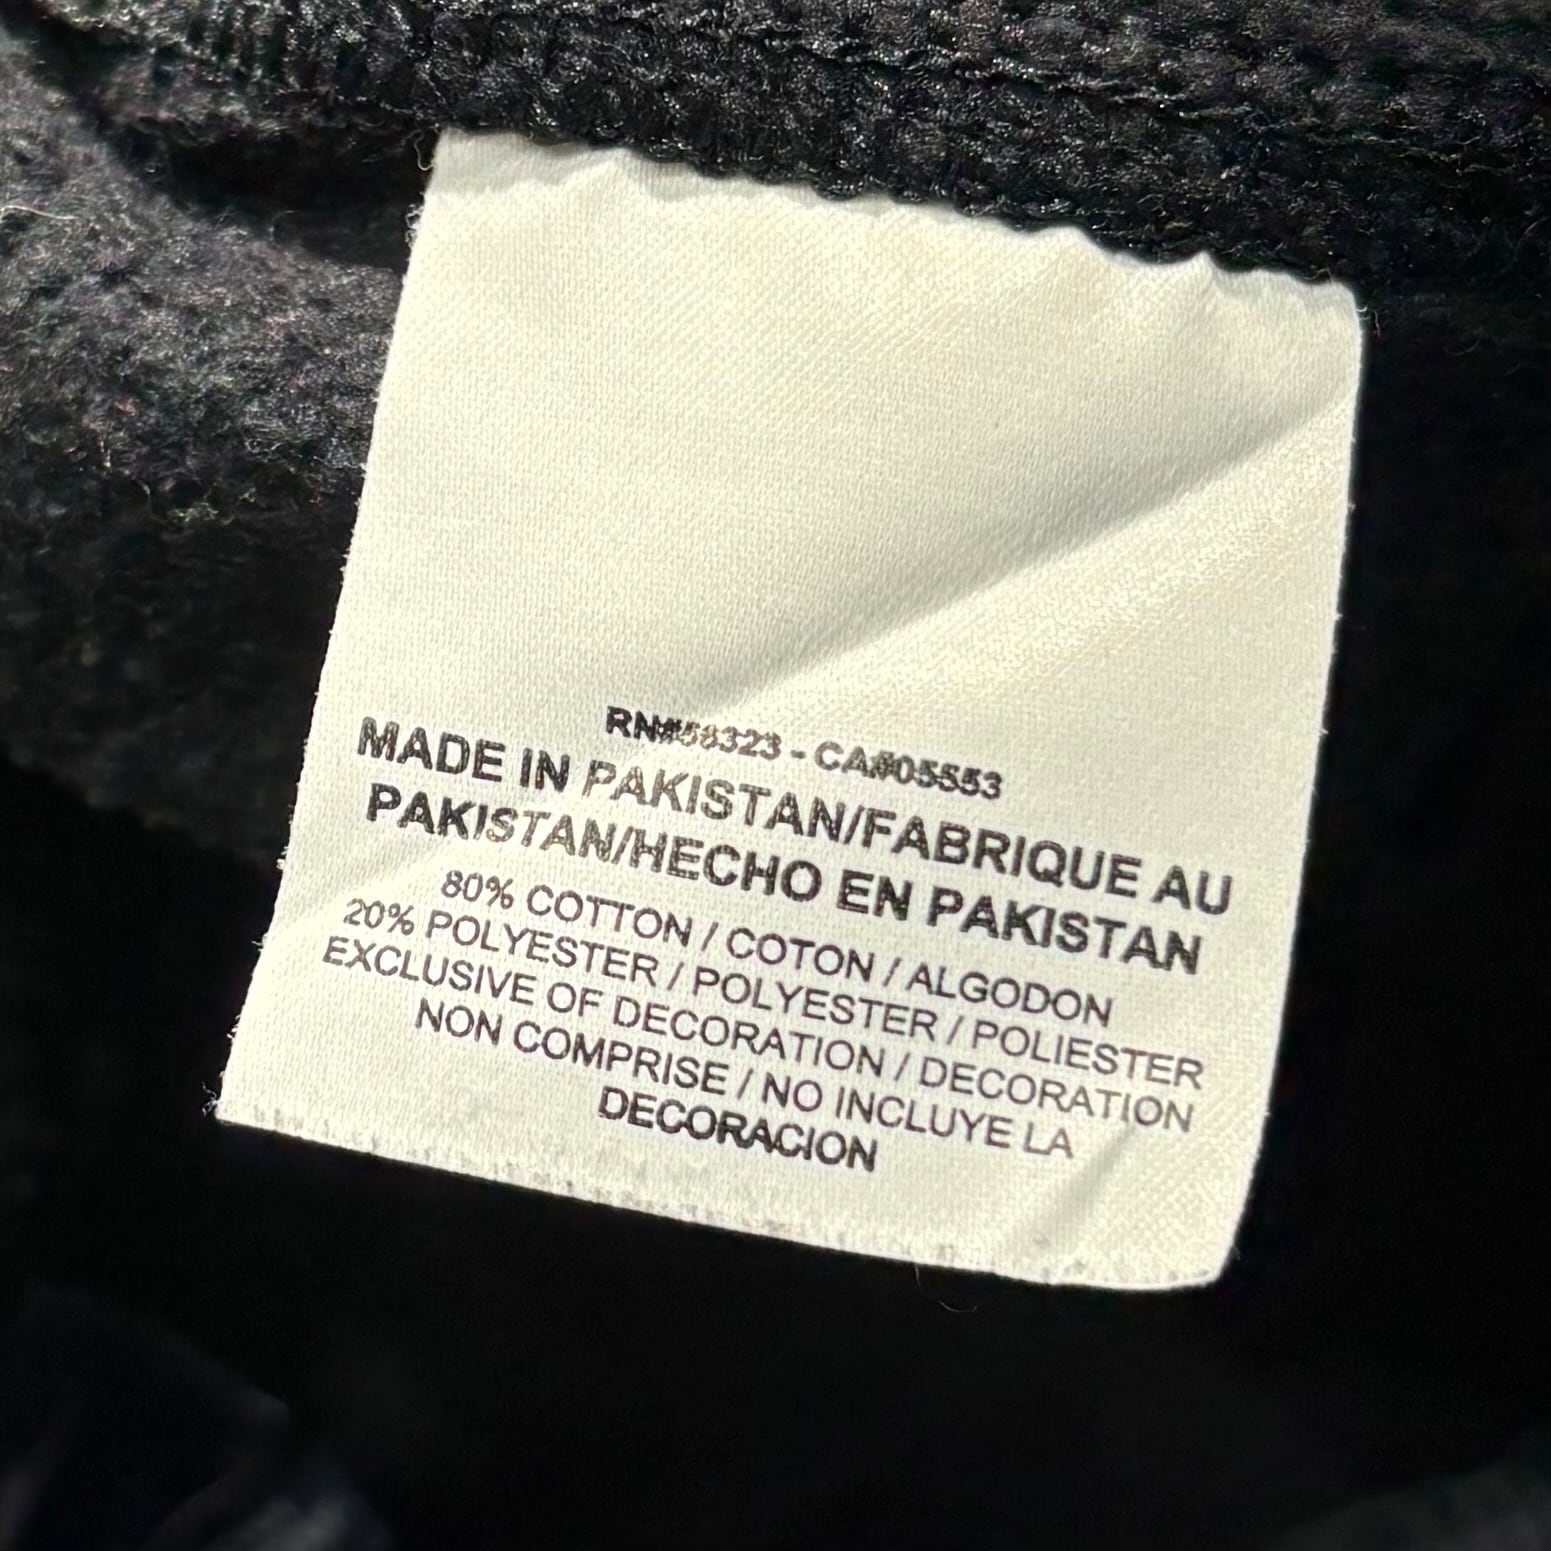 RN#58323 - CA#05553
MADE IN PAKISTAN/FABRIQUE AU
PAKISTAN/HECHO EN PAKISTAN
80% COTTON / COTON / ALGODON
20% POLYESTER / POLYESTER / POLIESTER
EXCLUSIVE OF DECORATION / DECORATION
NON COMPRISE / NO INCLUYE LA
DECORACION